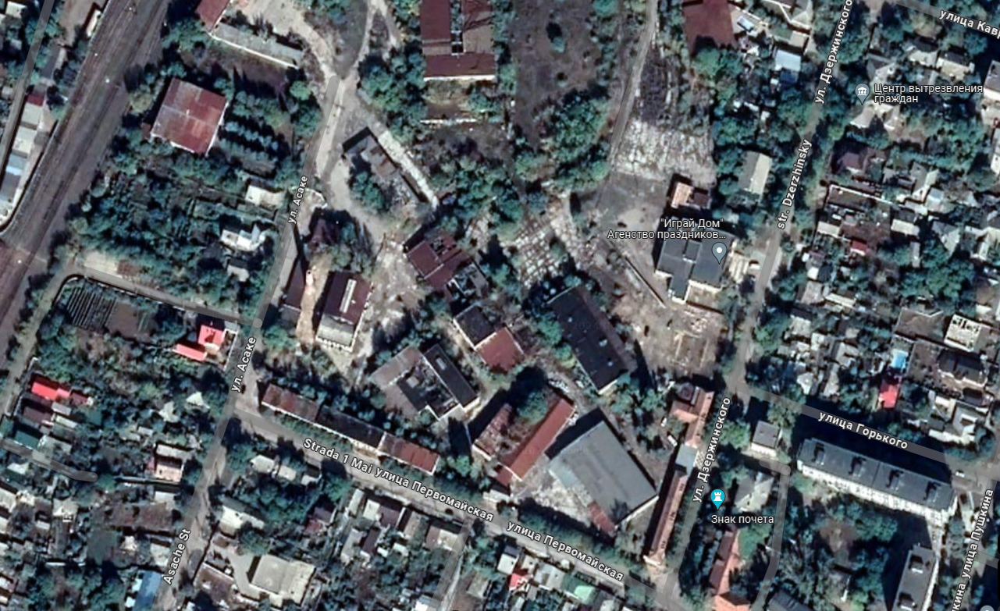 улица Кав
ул. Дзержинского
Центр вытрезвления
граждан
str. Dzerzhinsky
ул. Асаке
"Играй Дом"
Агенство праздников...
ул. Асаке
ул. Дзержинского
улица Горького
Strada 1 Mai улица Первомайская
Знак почета
улица Первомайская
Asache St
кина улица Пушкина